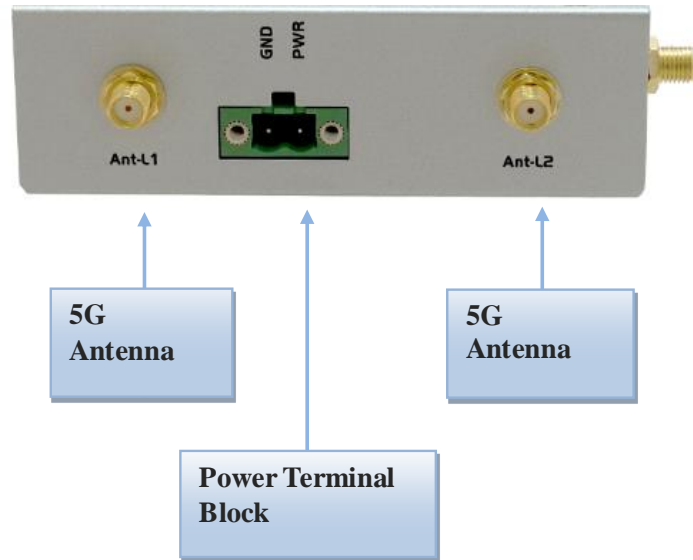 GND
PWR
Ant-L1
Ant-L2
5G
Antenna
5G
Antenna
Power Terminal
Block